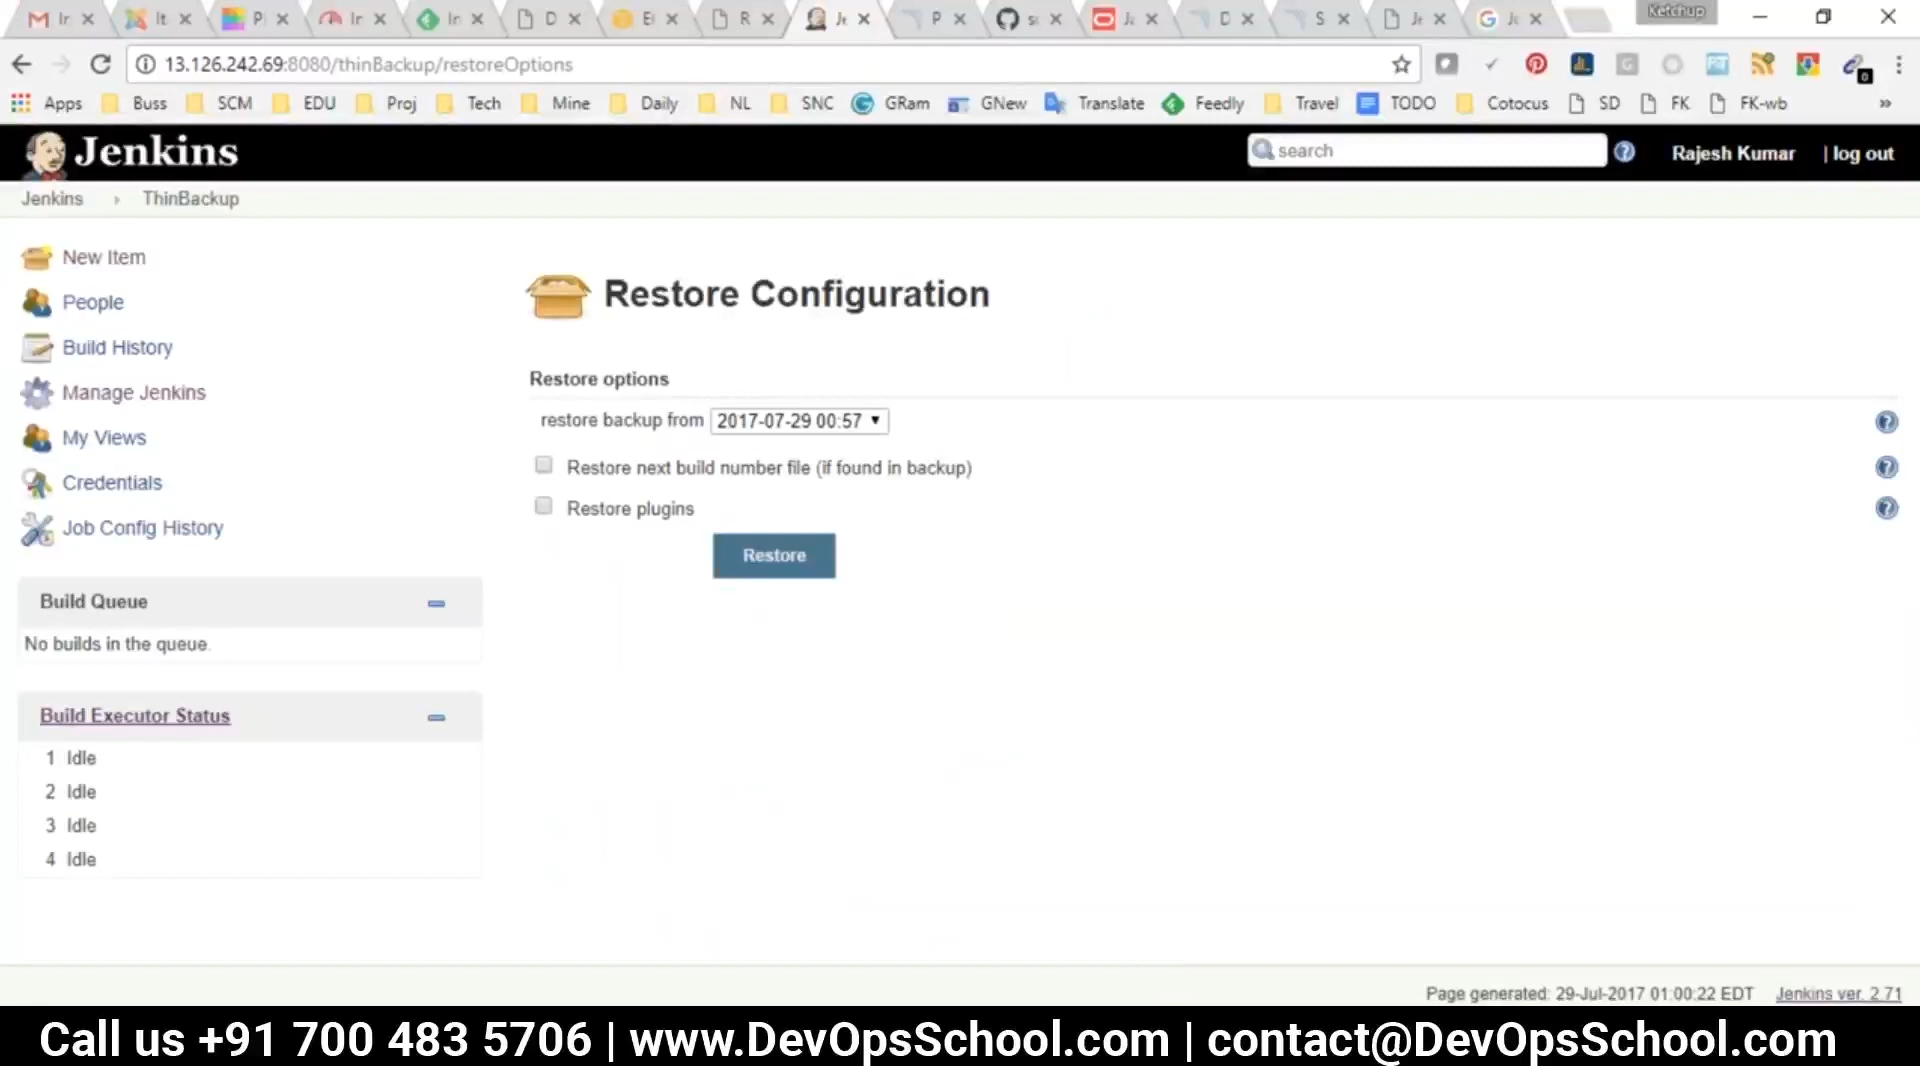 Ketchup
13.126.242.69:8080/thinBackup/restoreOptions
Apps Buss SCM EDU Proj Tech Mine Daily NL SNC GRam GNew Translate Feedly Travel TODO Cotocus SD FK FK-wb »
Jenkins
search
Rajesh Kumar | log out
Jenkins › ThinBackup
New Item
People
Build History
Manage Jenkins
My Views
Credentials
Job Config History
Build Queue
No builds in the queue.
Build Executor Status
1 Idle
2 Idle
3 Idle
4 Idle
Restore Configuration
Restore options
restore backup from 2017-07-29 00:57
Restore next build number file (if found in backup)
Restore plugins
Restore
Page generated: 29-Jul-2017 01:00:22 EDT Jenkins ver. 2.71
Call us +91 700 483 5706 | www.DevOpsSchool.com | contact@DevOpsSchool.com